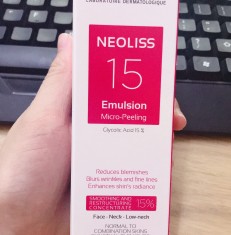 LABORATOIRE DERMATOLOGIQUE
NEOLISS
15
Emulsion
Micro-Peeling
Glycolic Acid 15 %
Reduces blemishes
Blurs wrinkles and fine lines
Enhances skin's radiance
SMOOTHING AND
RESTRUCTURING
CONCENTRATE
15%
Face - Neck - Low-neck
NORMAL TO
COMBINATION SKINS